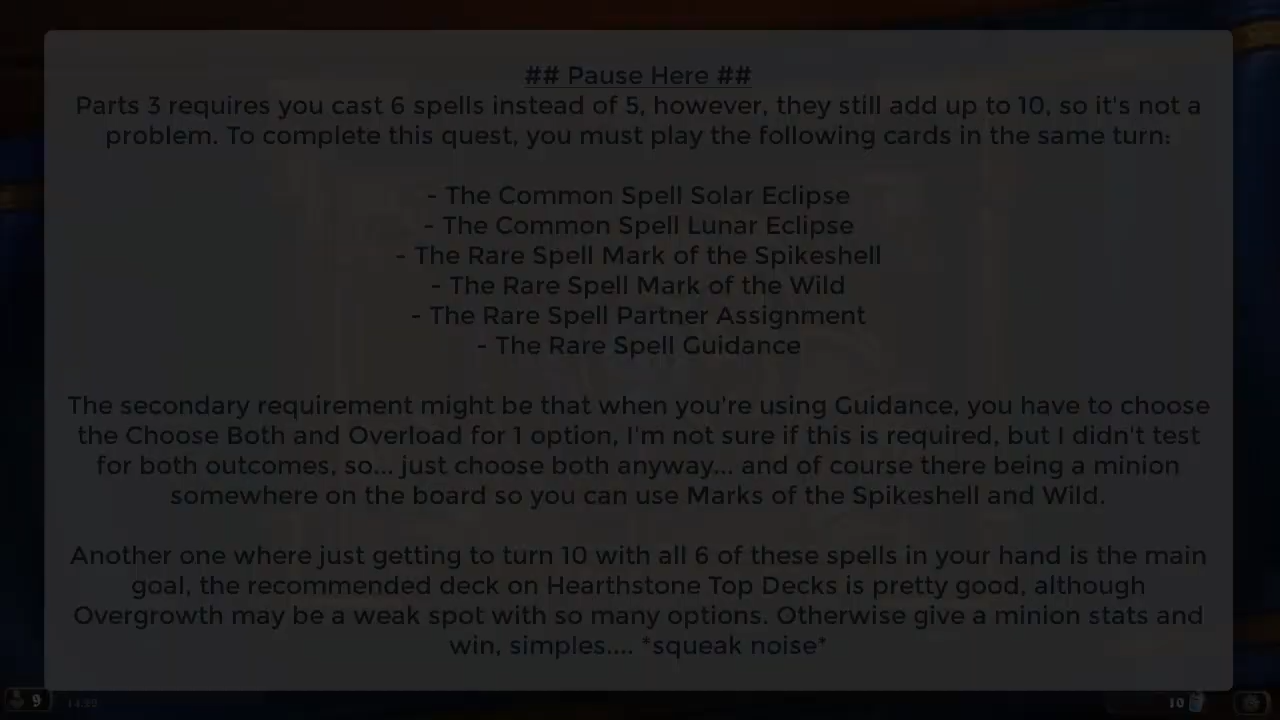 ## Pause Here ##
Parts 3 requires you cast 6 spells instead of 5, however, they still add up to 10, so it's not a
problem. To complete this quest, you must play the following cards in the same turn:
- The Common Spell Solar Eclipse
- The Common Spell Lunar Eclipse
- The Rare Spell Mark of the Spikeshell
- The Rare Spell Mark of the Wild
- The Rare Spell Partner Assignment
- The Rare Spell Guidance
The secondary requirement might be that when you're using Guidance, you have to choose
the Choose Both and Overload for 1 option, I'm not sure if this is required, but I didn't test
for both outcomes, so... just choose both anyway... and of course there being a minion
somewhere on the board so you can use Marks of the Spikeshell and Wild.
Another one where just getting to turn 10 with all 6 of these spells in your hand is the main
goal, the recommended deck on Hearthstone Top Decks is pretty good, although
Overgrowth may be a weak spot with so many options. Otherwise give a minion stats and
win, simples.... *squeak noise*
9
10